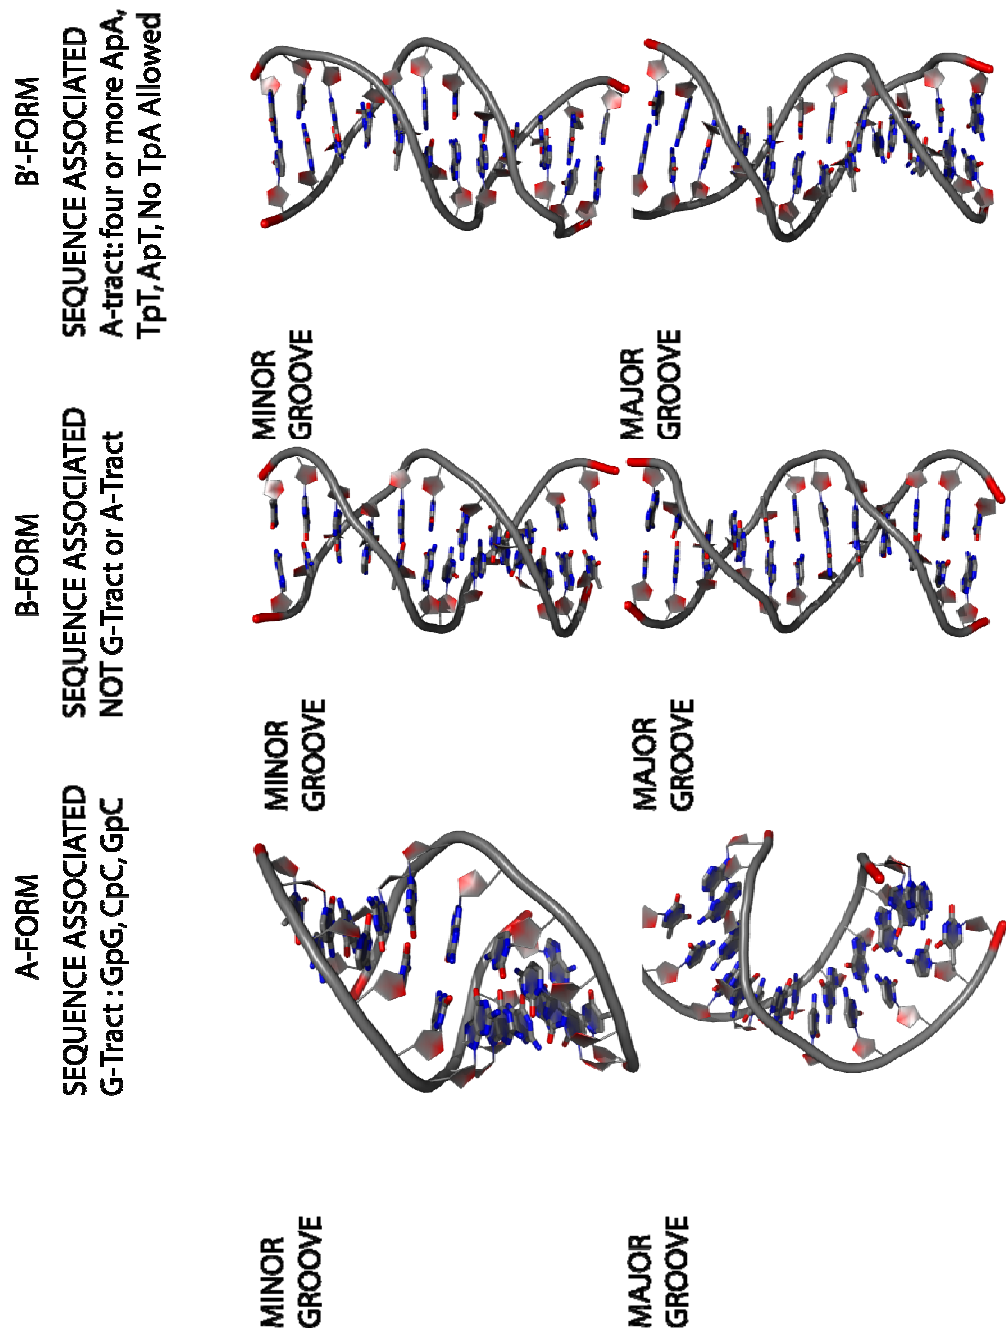 A-FORM
SEQUENCE ASSOCIATED
G-Tract : GpG, CpC, GpC
B-FORM
SEQUENCE ASSOCIATED
NOT G-Tract or A-Tract
B'-FORM
SEQUENCE ASSOCIATED
A-tract: four or more ApA,
TpT, ApT, No TpA Allowed
MINOR
GROOVE
MINOR
GROOVE
MINOR
GROOVE
MAJOR
GROOVE
MAJOR
GROOVE
MAJOR
GROOVE